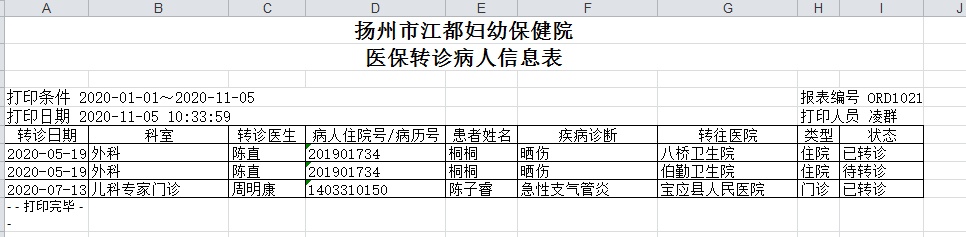 A B C D E F G H I J
扬州市江都妇幼保健院
医保转诊病人信息表
打印条件 2020-01-01～2020-11-05 报表编号 ORD1021
打印日期 2020-11-05 10:33:59 打印人员 凌群
转诊日期 科室 转诊医生 病人住院号/病历号 患者姓名 疾病诊断 转往医院 类型 状态
2020-05-19 外科 陈直 201901734 桐桐 晒伤 八桥卫生院 住院 已转诊
2020-05-19 外科 陈直 201901734 桐桐 晒伤 伯勤卫生院 住院 待转诊
2020-07-13 儿科专家门诊 周明康 1403310150 陈子睿 急性支气管炎 宝应县人民医院 门诊 已转诊
-- 打印完毕 -
-